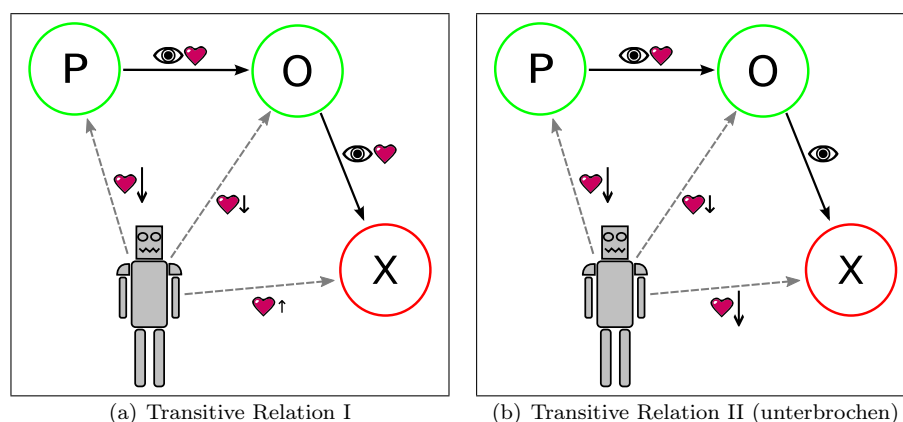 P
O
X
(a) Transitive Relation I
P
O
X
(b) Transitive Relation II (unterbrochen)